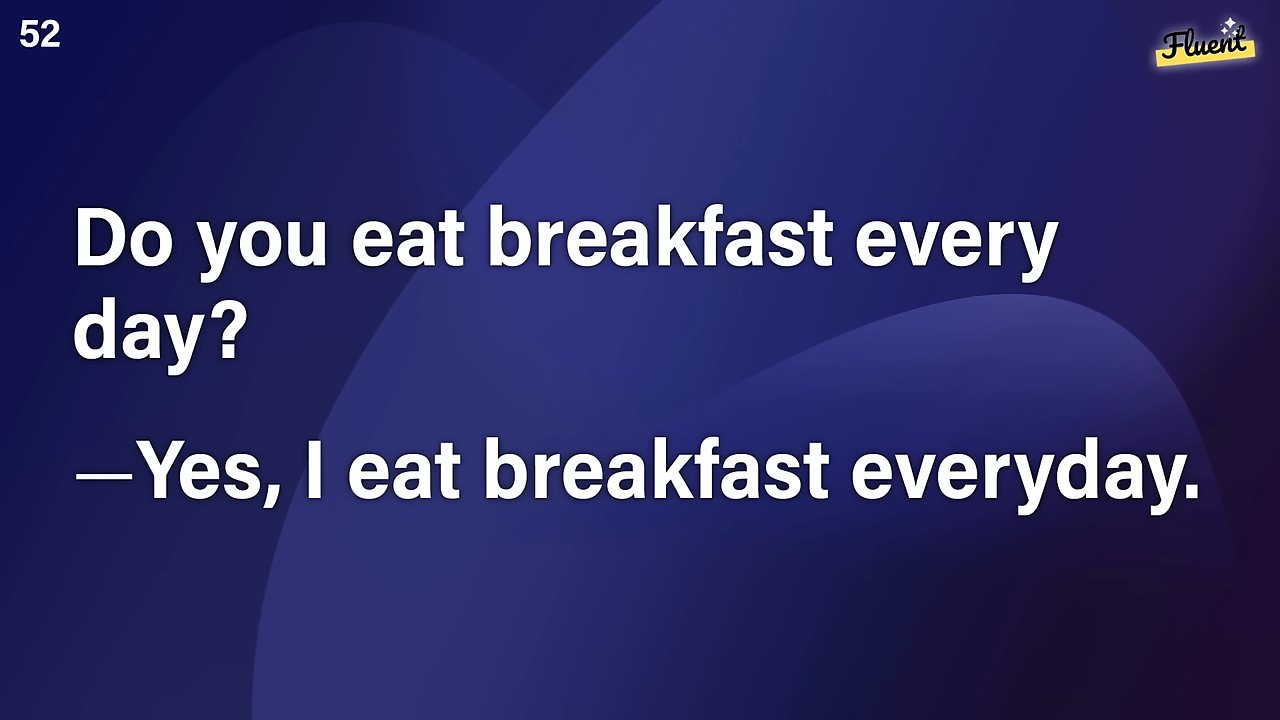 52
Fluent
Do you eat breakfast every
day?
—Yes, I eat breakfast everyday.